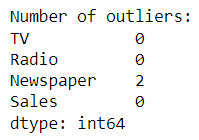 Number of outliers:
TV 0
Radio 0
Newspaper 2
Sales 0
dtype: int64